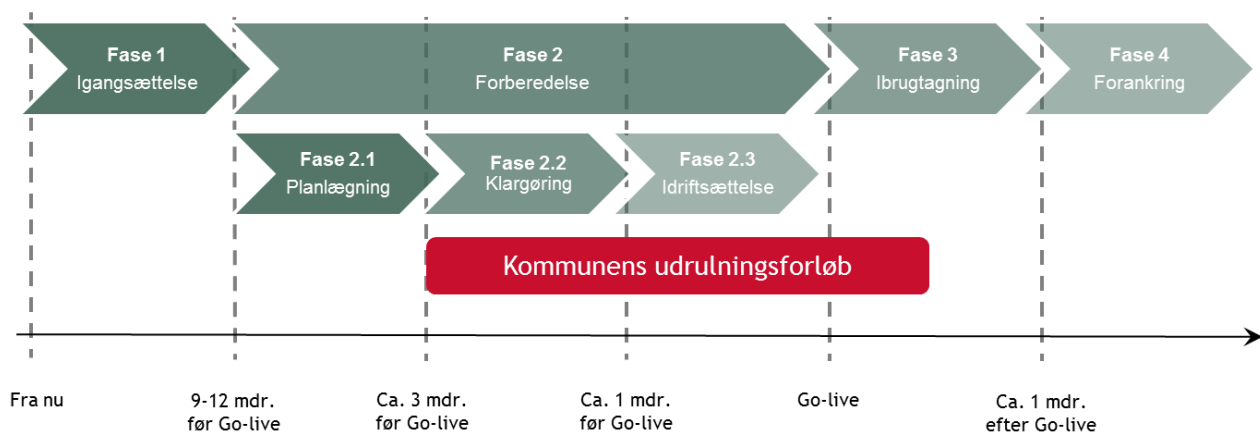 Fase 1
Igangsættelse
Fase 2
Forberedelse
Fase 3
Ibrugtagning
Fase 4
Forankring
Fase 2.1
Planlægning
Fase 2.2
Klargøring
Fase 2.3
Idriftsættelse
Kommunens udrulningsforløb
Fra nu
9-12 mdr.
før Go-live
Ca. 3 mdr.
før Go-live
Ca. 1 mdr.
før Go-live
Go-live
Ca. 1 mdr.
efter Go-live